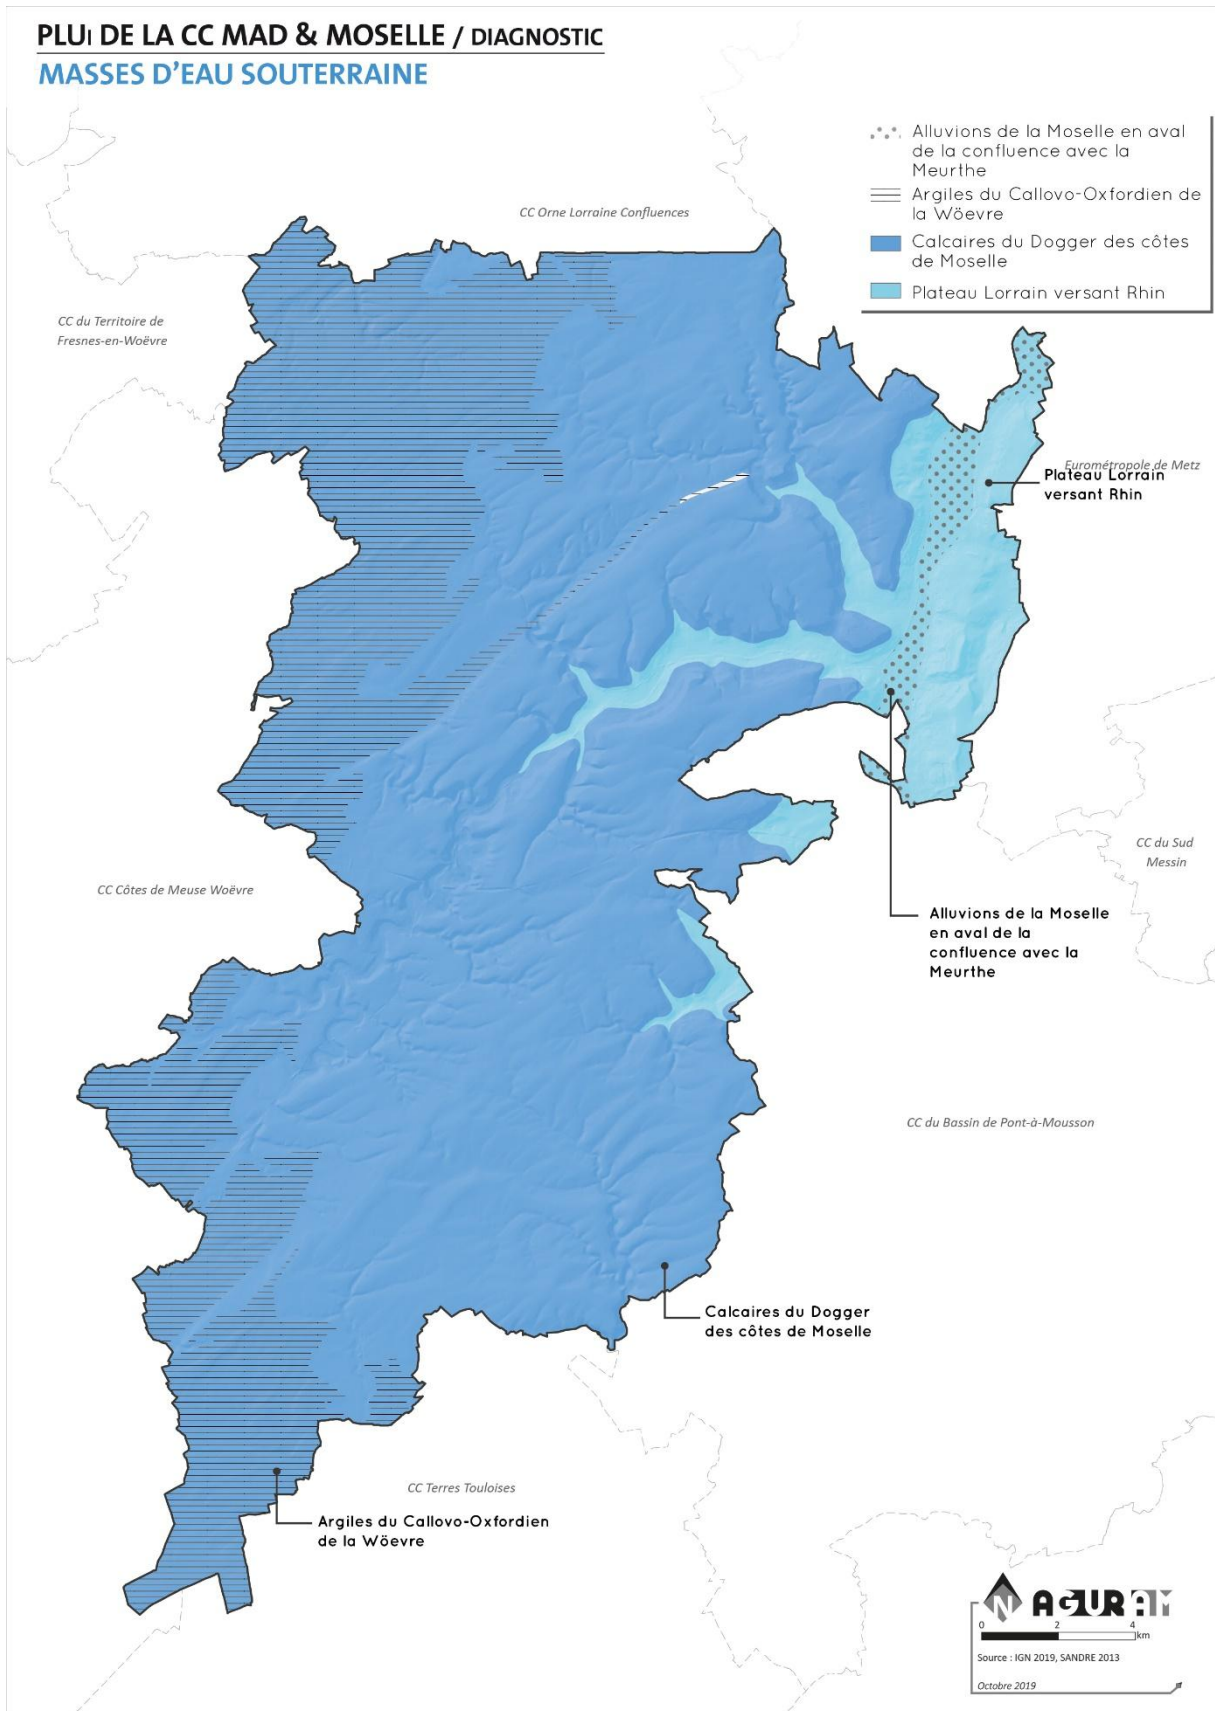 PLUi DE LA CC MAD & MOSELLE / DIAGNOSTIC
MASSES D'EAU SOUTERRAINE
Alluvions de la Moselle en aval
de la confluence avec la
Meurthe
Argiles du Callovo-Oxfordien de
la Wöevre
Calcaires du Dogger des côtes
de Moselle
Plateau Lorrain versant Rhin
CC Orne Lorraine Confluences
CC du Territoire de
Fresnes-en-Woëvre
Eurométropole de Metz
Plateau Lorrain
versant Rhin
CC du Sud
Messin
CC Côtes de Meuse Woëvre
Alluvions de la Moselle
en aval de la
confluence avec la
Meurthe
CC du Bassin de Pont-à-Mousson
Calcaires du Dogger
des côtes de Moselle
CC Terres Touloises
Argiles du Callovo-Oxfordien
de la Wöevre
N AGURAM
0 2 4
km
Source : IGN 2019, SANDRE 2013
Octobre 2019